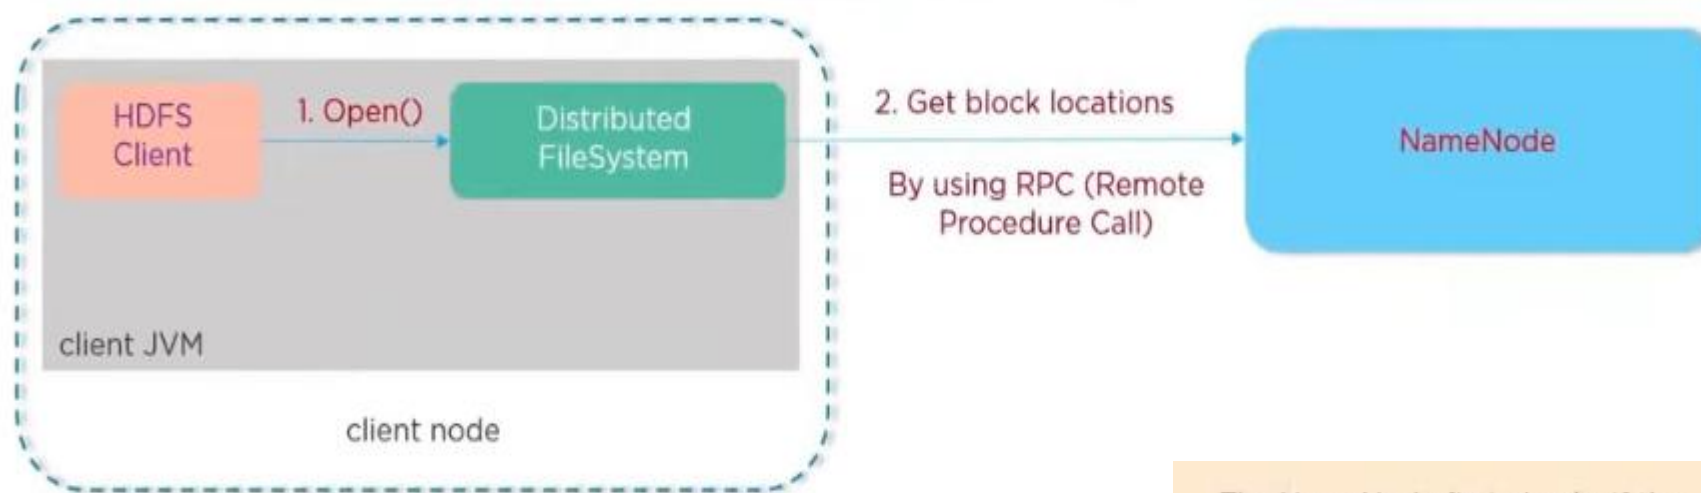 HDFS
Client
1. Open()
Distributed
FileSystem
2. Get block locations
By using RPC (Remote
Procedure Call)
NameNode
client JVM
client node